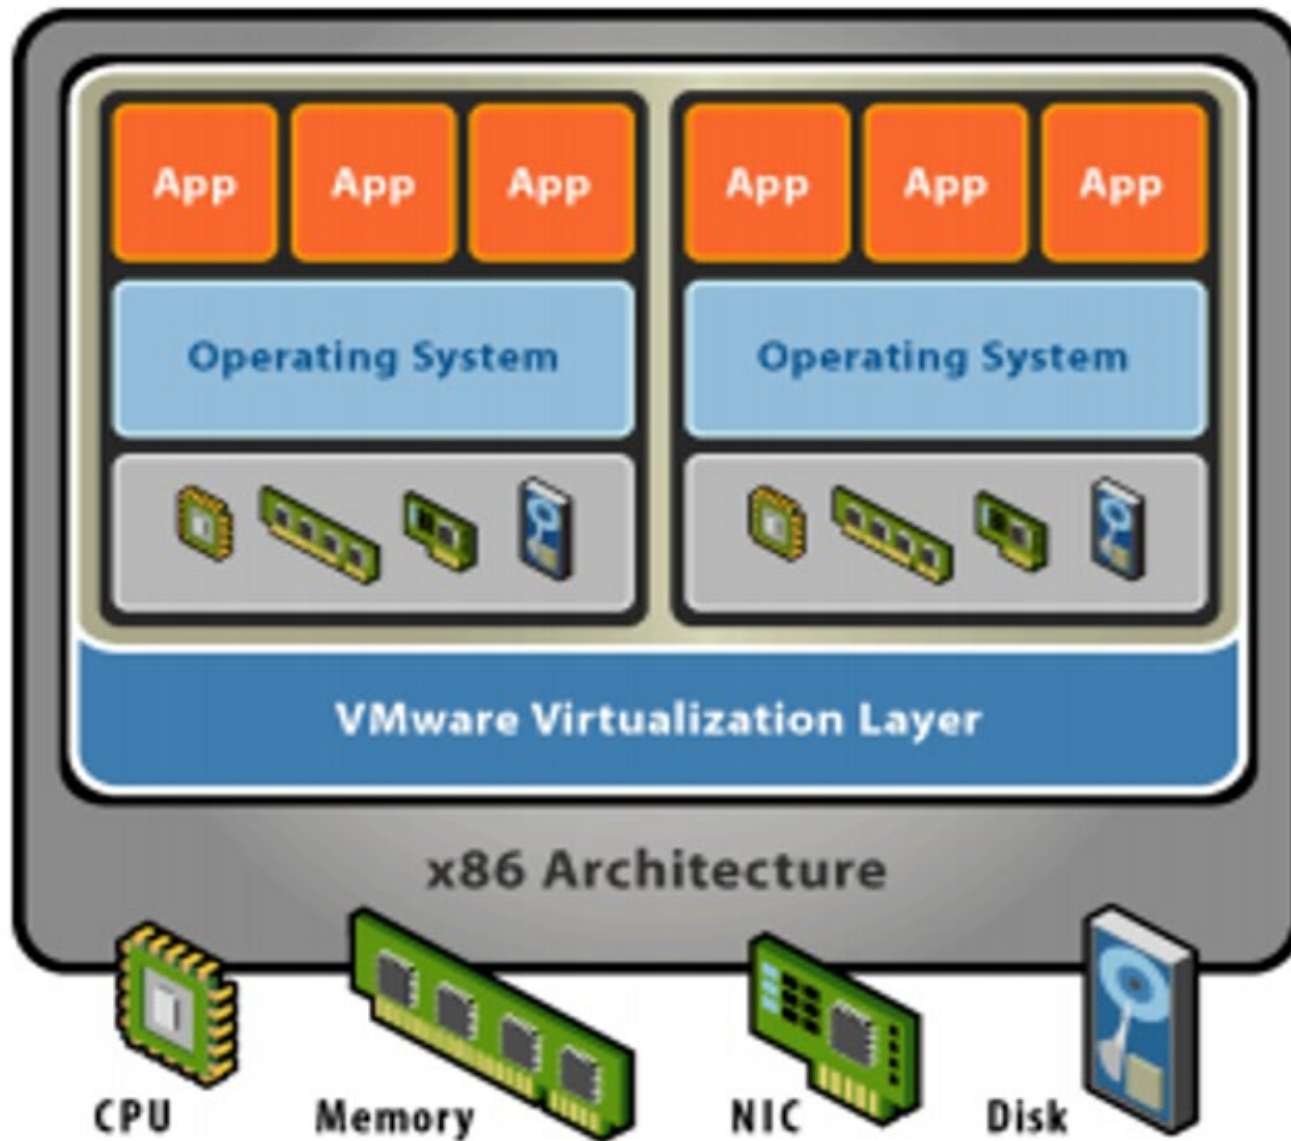 App App App App App App
Operating System Operating System
VMware Virtualization Layer
x86 Architecture
CPU Memory NIC Disk